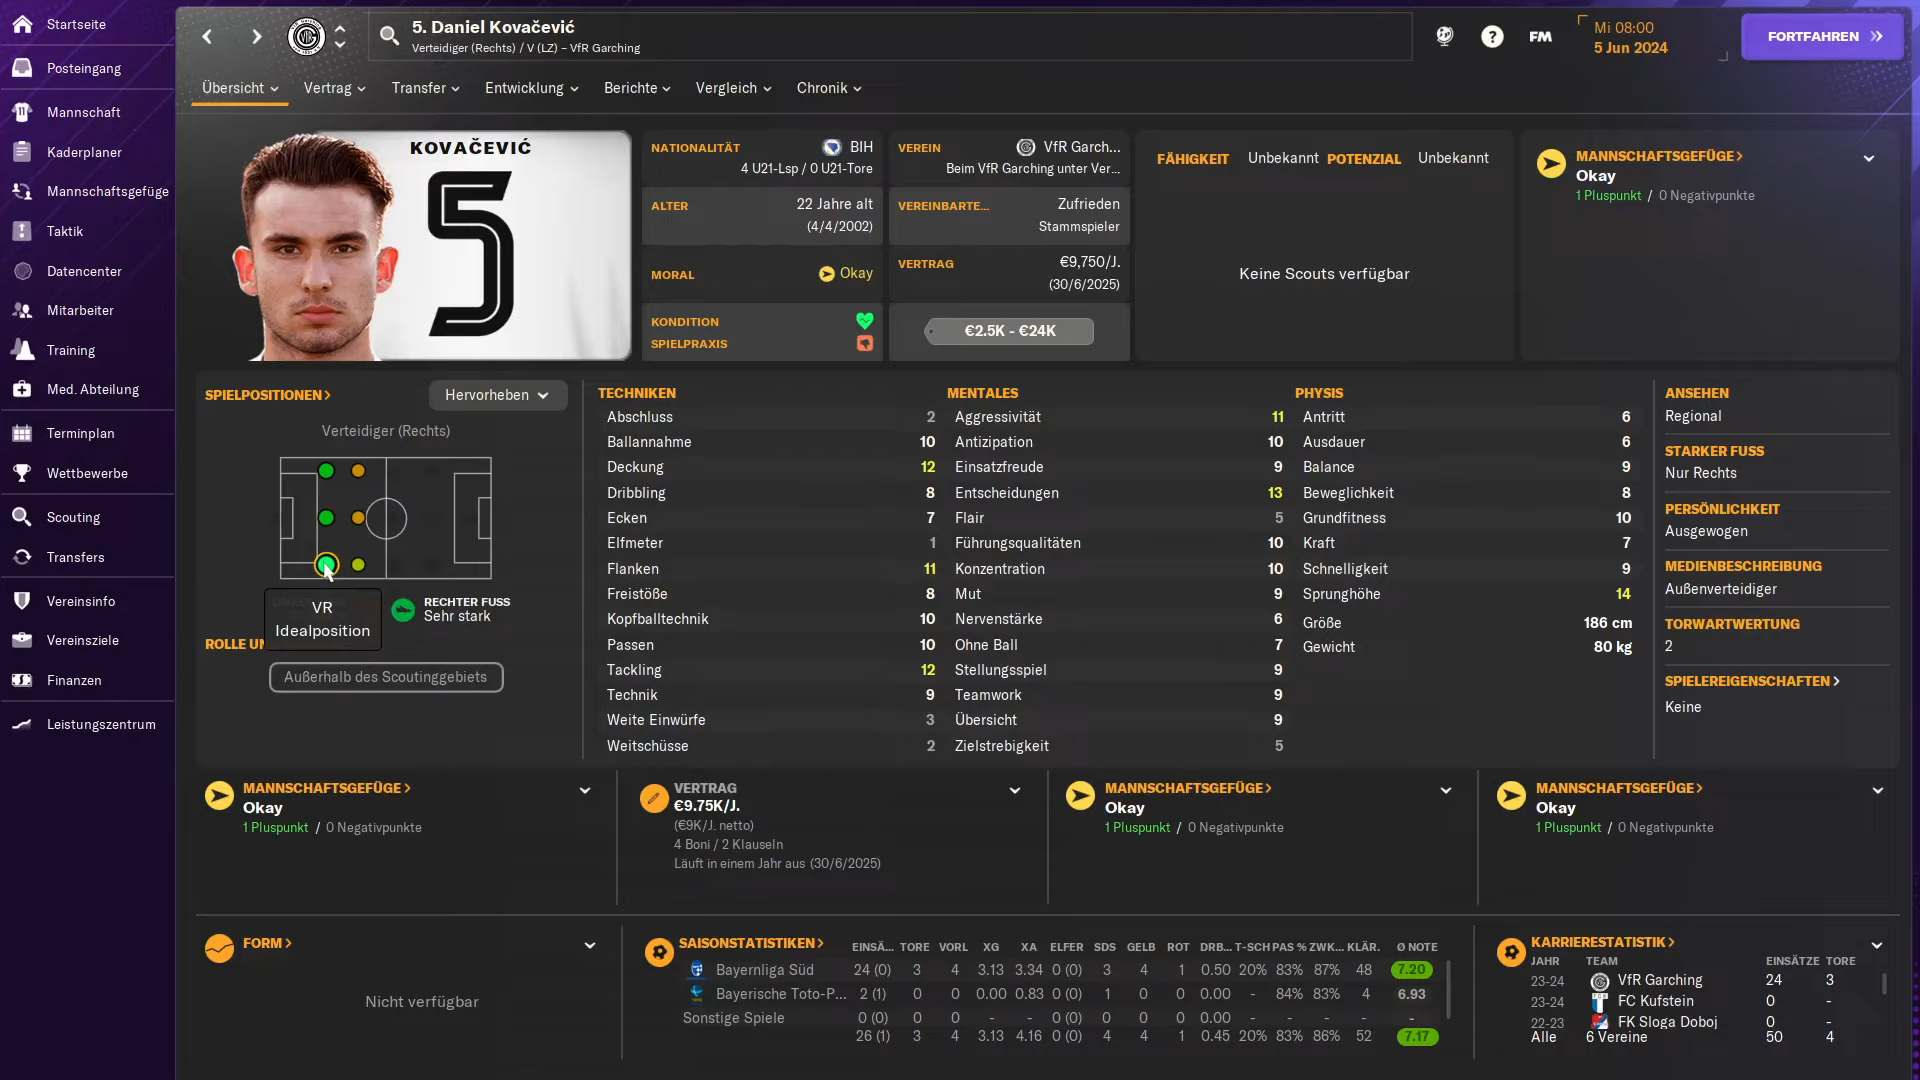 Startseite
Posteingang
Mannschaft
Kaderplaner
Mannschaftsgefüge
Taktik
Datencenter
Mitarbeiter
Training
Med. Abteilung
Terminplan
Wettbewerbe
Scouting
Transfers
Vereinsinfo
Vereinsziele
Finanzen
Leistungszentrum
5. Daniel Kovačević
Verteidiger (Rechts) / V (LZ) – VfR Garching
FM
Mi 08:00
5 Jun 2024
FORTFAHREN
Übersicht Vertrag Transfer Entwicklung Berichte Vergleich Chronik
KOVAČEVIĆ
5
NATIONALITÄT BIH
4 U21-Lsp / 0 U21-Tore
ALTER 22 Jahre alt
(4/4/2002)
MORAL Okay
KONDITION
SPIELPRAXIS
VEREIN VfR Garch...
Beim VfR Garching unter Ver...
VEREINBARTE... Zufrieden
Stammspieler
VERTRAG €9,750/J.
(30/6/2025)
€2.5K - €24K
FÄHIGKEIT Unbekannt POTENZIAL Unbekannt
Keine Scouts verfügbar
MANNSCHAFTSGEFÜGE
Okay
1 Pluspunkt / 0 Negativpunkte
SPIELPOSITIONEN Hervorheben
Verteidiger (Rechts)
VR
Idealposition
RECHTER FUSS
Sehr stark
ROLLE UN
Außerhalb des Scoutinggebiets
TECHNIKEN
Abschluss 2
Ballannahme 10
Deckung 12
Dribbling 8
Ecken 7
Elfmeter 1
Flanken 11
Freistöße 8
Kopfballtechnik 10
Passen 10
Tackling 12
Technik 9
Weite Einwürfe 3
Weitschüsse 2
MENTALES
Aggressivität 11
Antizipation 10
Einsatzfreude 9
Entscheidungen 13
Flair 5
Führungsqualitäten 10
Konzentration 10
Mut 9
Nervenstärke 6
Ohne Ball 7
Stellungsspiel 9
Teamwork 9
Übersicht 9
Zielstrebigkeit 5
PHYSIS
Antritt 6
Ausdauer 6
Balance 9
Beweglichkeit 8
Grundfitness 10
Kraft 7
Schnelligkeit 9
Sprunghöhe 14
Größe 186 cm
Gewicht 80 kg
ANSEHEN
Regional
STARKER FUSS
Nur Rechts
PERSÖNLICHKEIT
Ausgewogen
MEDIENBESCHREIBUNG
Außenverteidiger
TORWARTWERTUNG
2
SPIELEREIGENSCHAFTEN
Keine
MANNSCHAFTSGEFÜGE
Okay
1 Pluspunkt / 0 Negativpunkte
VERTRAG
€9.75K/J.
(€9K/J. netto)
4 Boni / 2 Klauseln
Läuft in einem Jahr aus (30/6/2025)
MANNSCHAFTSGEFÜGE
Okay
1 Pluspunkt / 0 Negativpunkte
MANNSCHAFTSGEFÜGE
Okay
1 Pluspunkt / 0 Negativpunkte
FORM
Nicht verfügbar
SAISONSTATISTIKEN EINSÄ... TORE VORL XG XA ELFER SDS GELB ROT DRB... T-SCH PAS % ZWK... KLÄR. Ø NOTE
Bayernliga Süd 24 (0) 3 4 3.13 3.34 0 (0) 3 4 1 0.50 20% 83% 87% 48 7.20
Bayerische Toto-P... 2 (1) 0 0 0.00 0.83 0 (0) 1 0 0 0.00 - 84% 83% 4 6.93
Sonstige Spiele 0 (0) 0 0 - - 0 (0) 0 0 0 0.00 - - - - -
26 (1) 3 4 3.13 4.16 0 (0) 4 4 1 0.45 20% 83% 86% 52 7.17
KARRIERESTATISTIK
JAHR TEAM EINSÄTZE TORE
23-24 VfR Garching 24 3
23-24 FC Kufstein 0 -
22-23 FK Sloga Doboj 0 -
Alle 6 Vereine 50 4